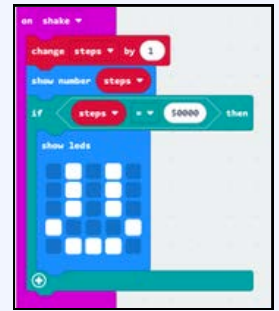 on shake
change steps by 1
show number steps
if steps = 50000 then
show leds